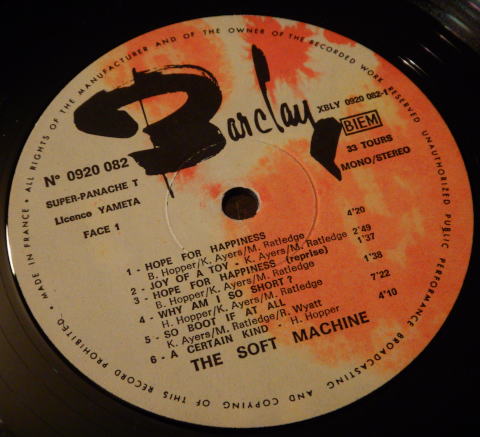 • ALL RIGHTS OF THE MANUFACTURER AND OF THE OWNER OF THE RECORDED WORK RESERVED UNAUTHORIZED PUBLIC PERFORMANCE BROADCASTING AND COPYING OF THIS RECORD PROHIBITED. • MADE IN FRANCE
Barclay
Nº 0920 082
XBLY 0920 082-1
BIEM
SUPER-PANACHE T
33 TOURS
Licence YAMETA
MONO/STEREO
FACE 1
1 - HOPE FOR HAPPINESS 4'20
B. Hopper/K. Ayers/M. Ratledge
2 - JOY OF A TOY - K. Ayers/M. Ratledge 2'49
3 - HOPE FOR HAPPINESS (reprise) 1'37
B. Hopper/K. Ayers/M. Ratledge
4 - WHY AM I SO SHORT? 1'38
H. Hopper/K. Ayers/M. Ratledge
5 - SO BOOT IF AT ALL 7'22
K. Ayers/M. Ratledge/R. Wyatt
6 - A CERTAIN KIND - H. Hopper 4'10
THE SOFT MACHINE